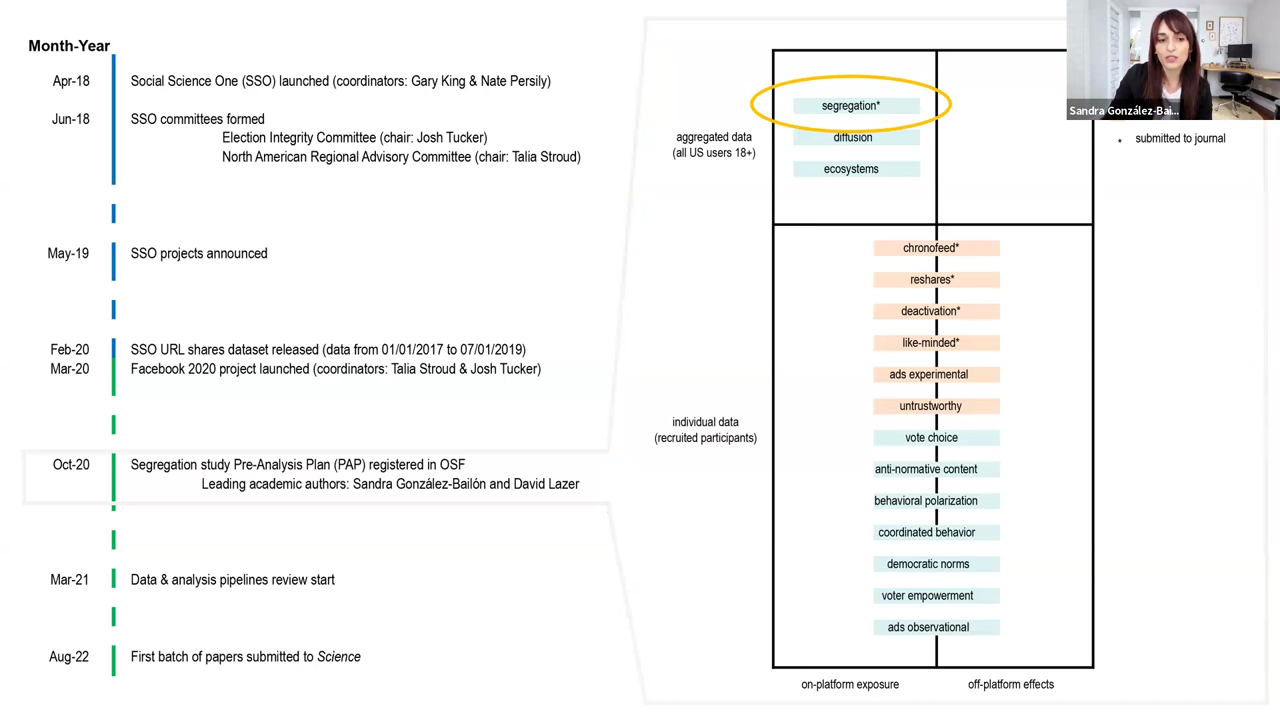 Month-Year
Apr-18 Social Science One (SSO) launched (coordinators: Gary King & Nate Persily)
Jun-18 SSO committees formed
Election Integrity Committee (chair: Josh Tucker)
North American Regional Advisory Committee (chair: Talia Stroud)
May-19 SSO projects announced
Feb-20 SSO URL shares dataset released (data from 01/01/2017 to 07/01/2019)
Mar-20 Facebook 2020 project launched (coordinators: Talia Stroud & Josh Tucker)
Oct-20 Segregation study Pre-Analysis Plan (PAP) registered in OSF
Leading academic authors: Sandra González-Bailón and David Lazer
Mar-21 Data & analysis pipelines review start
Aug-22 First batch of papers submitted to Science
aggregated data
(all US users 18+)
segregation*
diffusion
ecosystems
individual data
(recruited participants)
chronofeed*
reshares*
deactivation*
like-minded*
ads experimental
untrustworthy
vote choice
anti-normative content
behavioral polarization
coordinated behavior
democratic norms
voter empowerment
ads observational
on-platform exposure
off-platform effects
Sandra González-Bai...
* submitted to journal